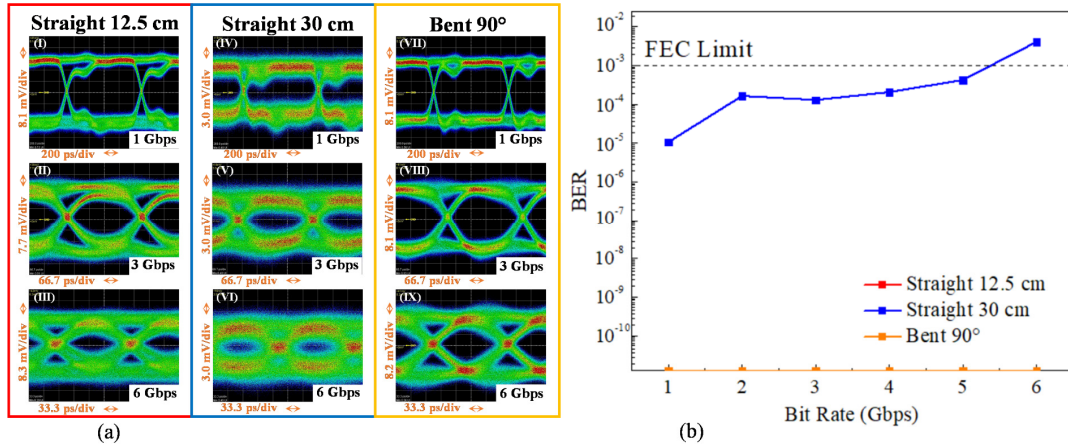 Straight 12.5 cm
Straight 30 cm
Bent 90°
(I)
8.1 mV/div
1 Gbps
200 ps/div
(IV)
3.0 mV/div
1 Gbps
200 ps/div
(VII)
8.1 mV/div
1 Gbps
200 ps/div
(II)
7.7 mV/div
3 Gbps
66.7 ps/div
(V)
3.0 mV/div
3 Gbps
66.7 ps/div
(VIII)
8.1 mV/div
3 Gbps
66.7 ps/div
(III)
8.3 mV/div
6 Gbps
33.3 ps/div
(VI)
3.0 mV/div
6 Gbps
33.3 ps/div
(IX)
8.2 mV/div
6 Gbps
33.3 ps/div
(a)
BER
10⁻²
10⁻³
10⁻⁴
10⁻⁵
10⁻⁶
10⁻⁷
10⁻⁸
10⁻⁹
10⁻¹⁰
FEC Limit
Straight 12.5 cm
Straight 30 cm
Bent 90°
1 2 3 4 5 6
Bit Rate (Gbps)
(b)